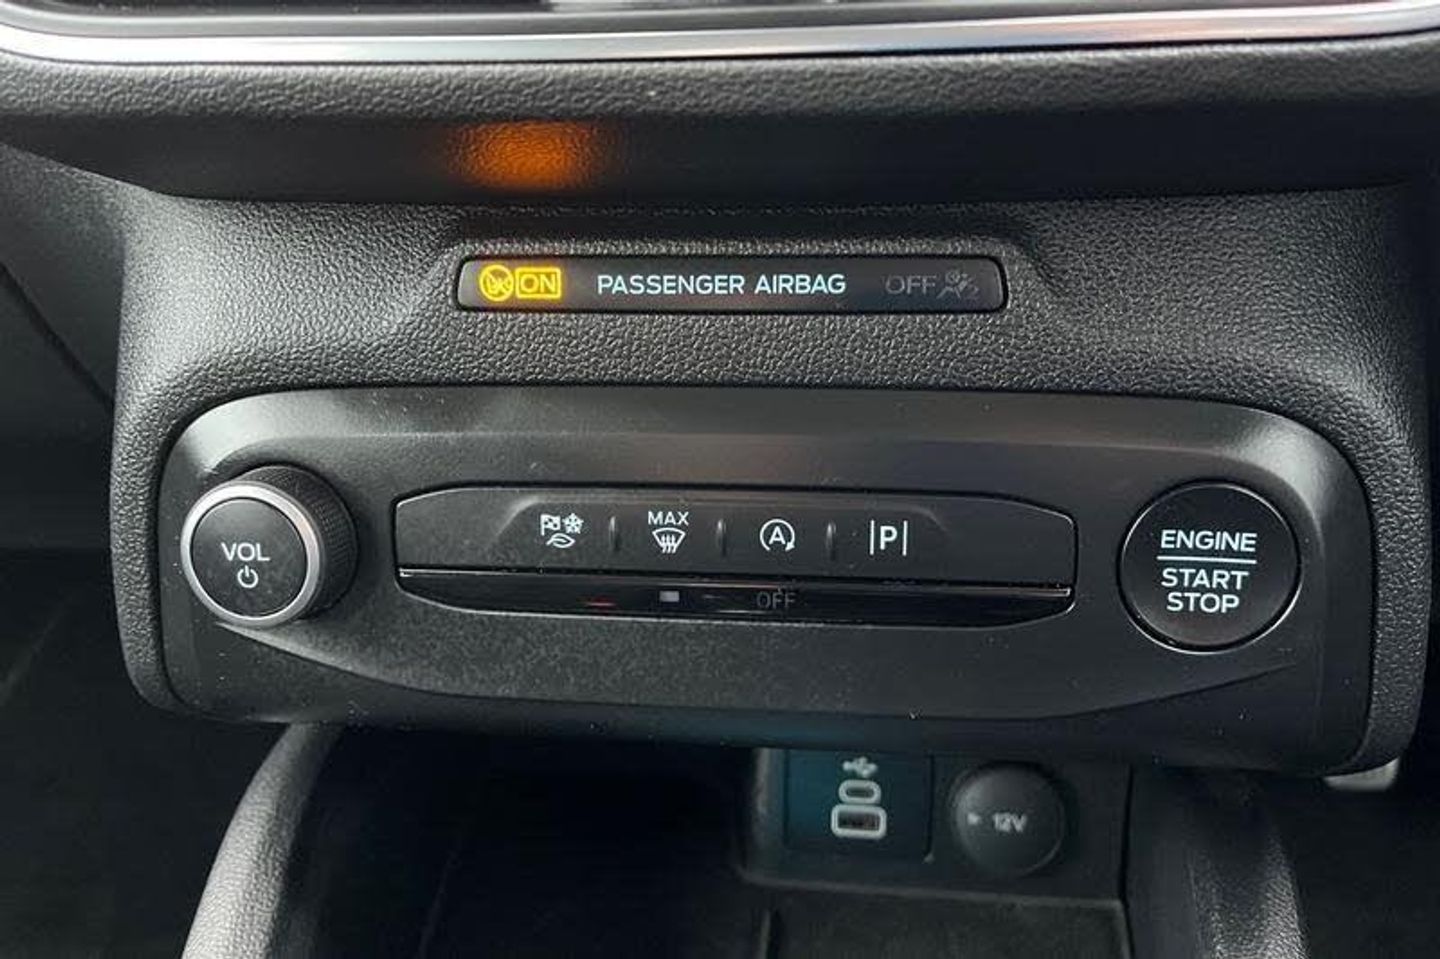 ON PASSENGER AIRBAG OFF
VOL
MAX
A
P
OFF
ENGINE
START
STOP
12V